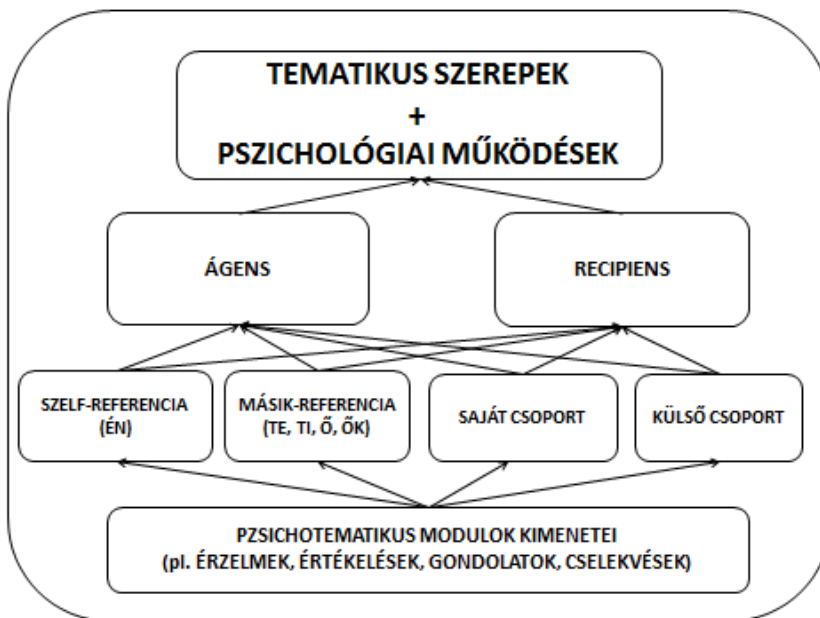 TEMATIKUS SZEREPEK
+
PSZICHOLÓGIAI MŰKÖDÉSEK
ÁGENS
RECIPIENS
SZELF-REFERENCIA
(ÉN)
MÁSIK-REFERENCIA
(TE, TI, Ő, ŐK)
SAJÁT CSOPORT
KÜLSŐ CSOPORT
PZSICHOTEMATIKUS MODULOK KIMENETEI
(pl. ÉRZELMEK, ÉRTÉKELÉSEK, GONDOLATOK, CSELEKVÉSEK)